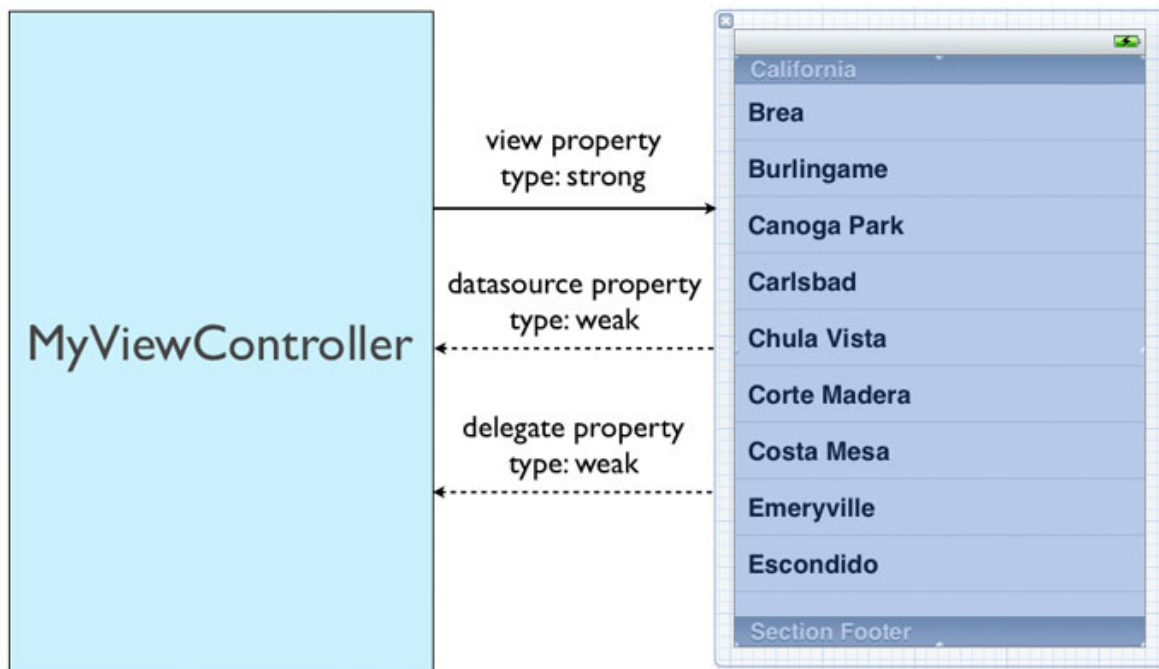 MyViewController
view property
type: strong
datasource property
type: weak
delegate property
type: weak
California
Brea
Burlingame
Canoga Park
Carlsbad
Chula Vista
Corte Madera
Costa Mesa
Emeryville
Escondido
Section Footer